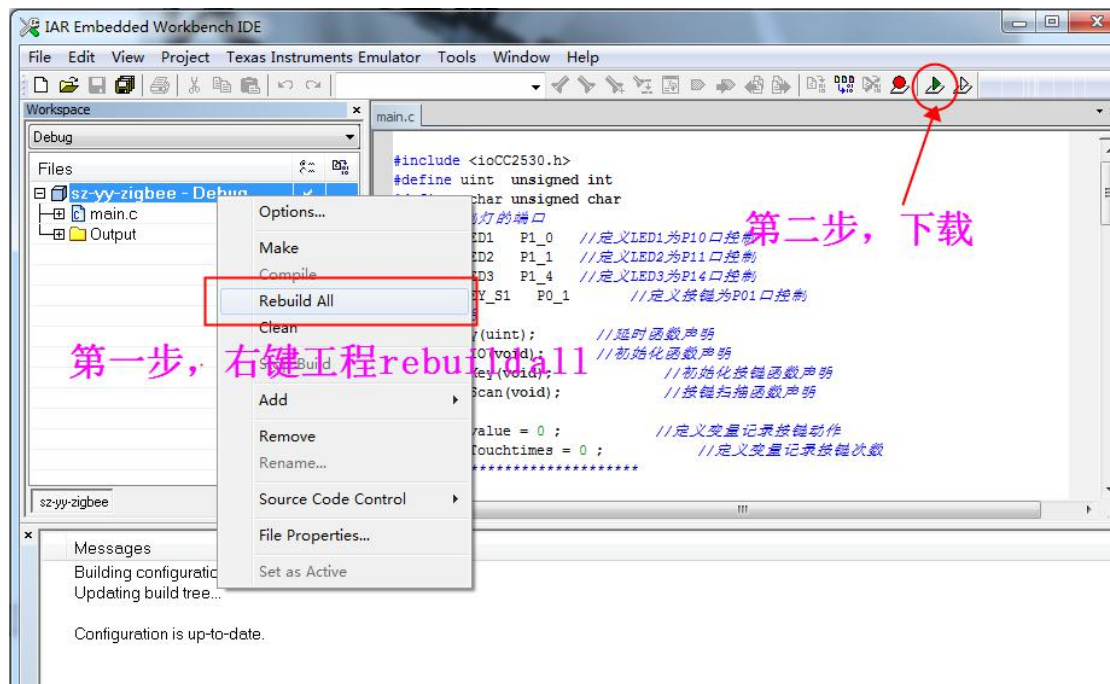 IAR Embedded Workbench IDE
File Edit View Project Texas Instruments Emulator Tools Window Help
Workspace
Debug
Files
sz-yy-zigbee - Debug
main.c
Output
sz-yy-zigbee
Options...
Make
Compile
Rebuild All
Clean
Build
Add
Remove
Rename...
Source Code Control
File Properties...
Set as Active
第一步，右键工程rebuildall
main.c
#include <ioCC2530.h>
#define uint unsigned int
char unsigned char
灯的端口
ED1 P1_0 //定义LED1为P10口控制
ED2 P1_1 //定义LED2为P11口控制
ED3 P1_4 //定义LED3为P14口控制
EY_S1 P0_1 //定义按键为P01口控制
(uint); //延时函数声明
IO(void); //初始化函数声明
Key(void); //初始化按键函数声明
Scan(void); //按键扫描函数声明
value = 0 ; //定义变量记录按键动作
Touchtimes = 0 ; //定义变量记录按键次数
*********************
第二步，下载
Messages
Building configuratio
Updating build tree...
Configuration is up-to-date.